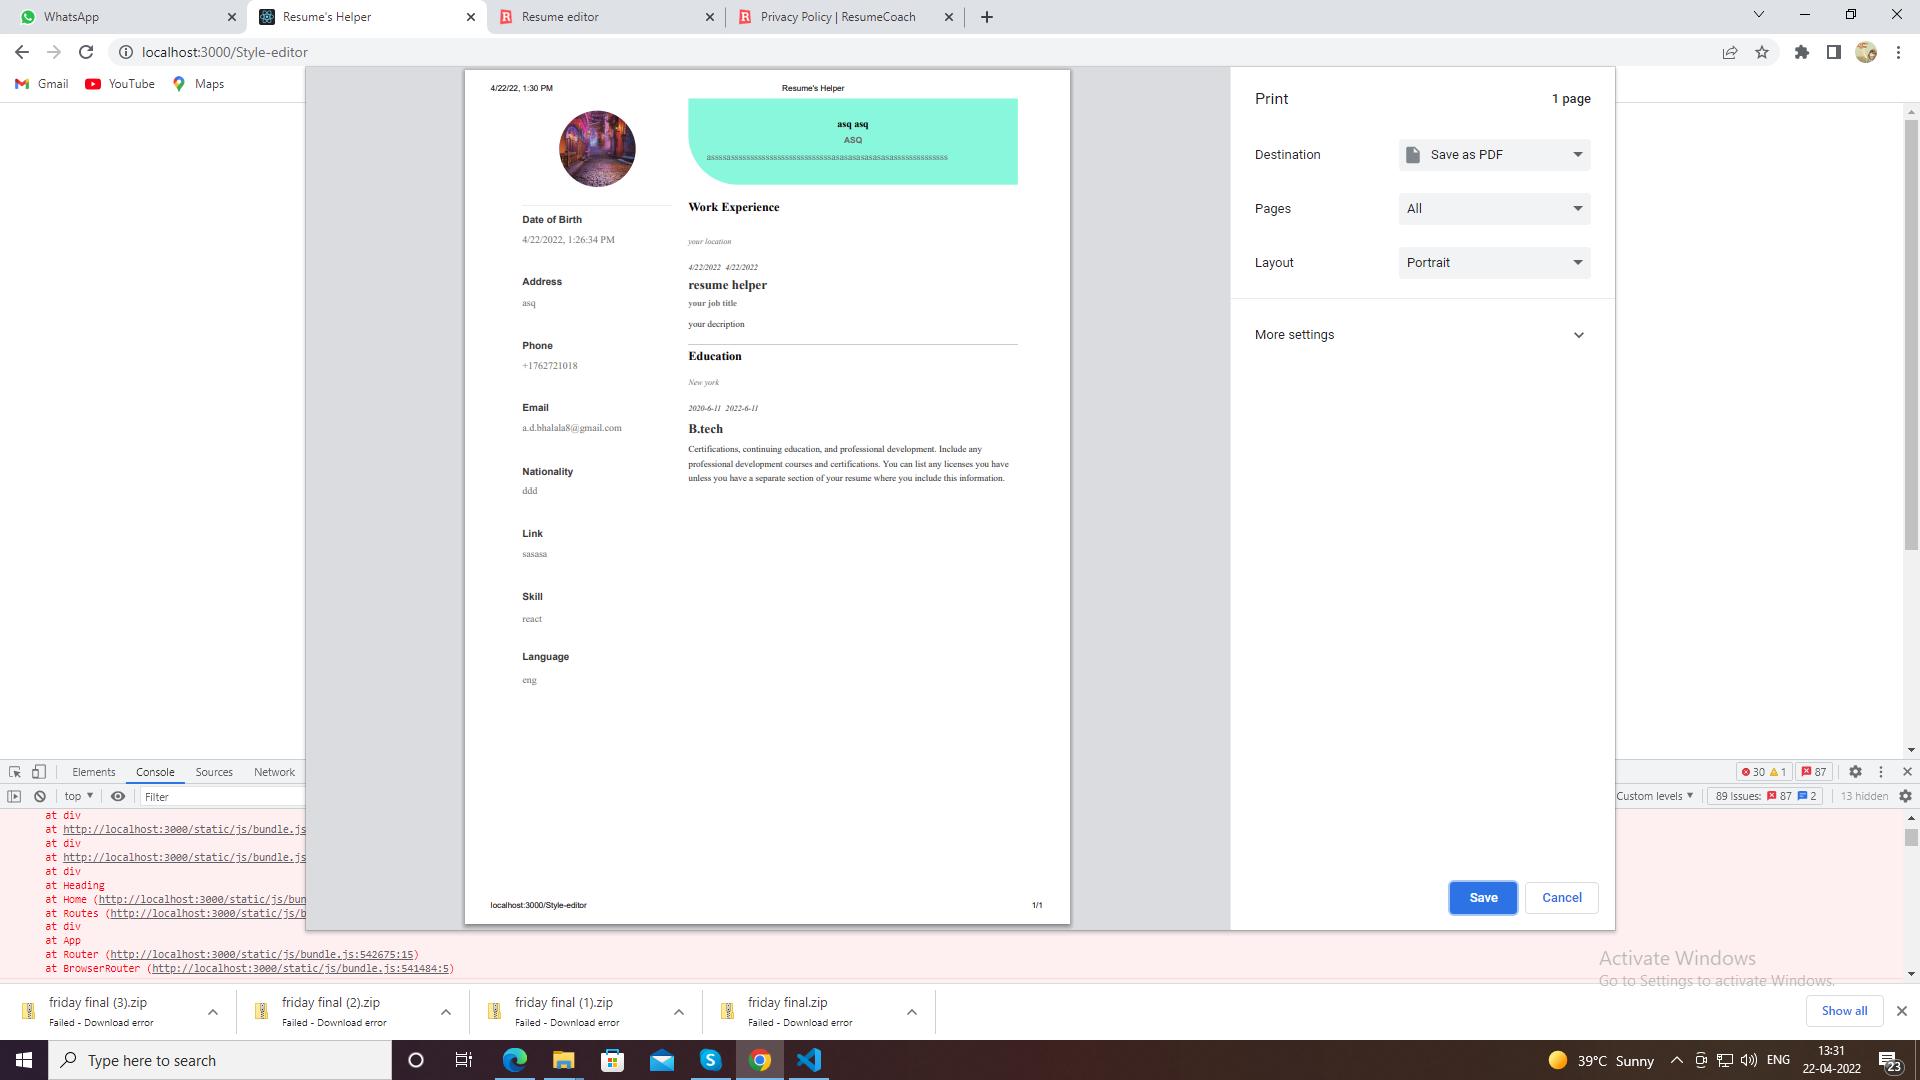 WhatsApp
Resume's Helper
Resume editor
Privacy Policy | ResumeCoach
localhost:3000/Style-editor
Gmail
YouTube
Maps
4/22/22, 1:30 PM
Resume's Helper
asq asq
ASQ
Date of Birth
4/22/2022, 1:26:34 PM
Address
asq
Phone
+1762721018
Email
a.d.bhalala8@gmail.com
Nationality
ddd
Link
sasasa
Skill
react
Language
eng
Work Experience
your location
4/22/2022 4/22/2022
resume helper
your job title
your decription
Education
New york
2020-6-11 2022-6-11
B.tech
Certifications, continuing education, and professional development. Include any
professional development courses and certifications. You can list any licenses you have
unless you have a separate section of your resume where you include this information.
localhost:3000/Style-editor
1/1
Print
1 page
Destination
Save as PDF
Pages
All
Layout
Portrait
More settings
Save
Cancel
Elements
Console
Sources
Network
30
1
87
top
Filter
Custom levels
89 Issues: 87 2
13 hidden
at div
at http://localhost:3000/static/js/bundle.js
at div
at http://localhost:3000/static/js/bundle.js
at div
at Heading
at Home (http://localhost:3000/static/js/bun
at Routes (http://localhost:3000/static/js/b
at div
at App
at Router (http://localhost:3000/static/js/bundle.js:542675:15)
at BrowserRouter (http://localhost:3000/static/js/bundle.js:541484:5)
Activate Windows
Go to Settings to activate Windows.
friday final (3).zip
Failed - Download error
friday final (2).zip
Failed - Download error
friday final (1).zip
Failed - Download error
friday final.zip
Failed - Download error
Show all
Type here to search
39°C Sunny
ENG
13:31
22-04-2022
23